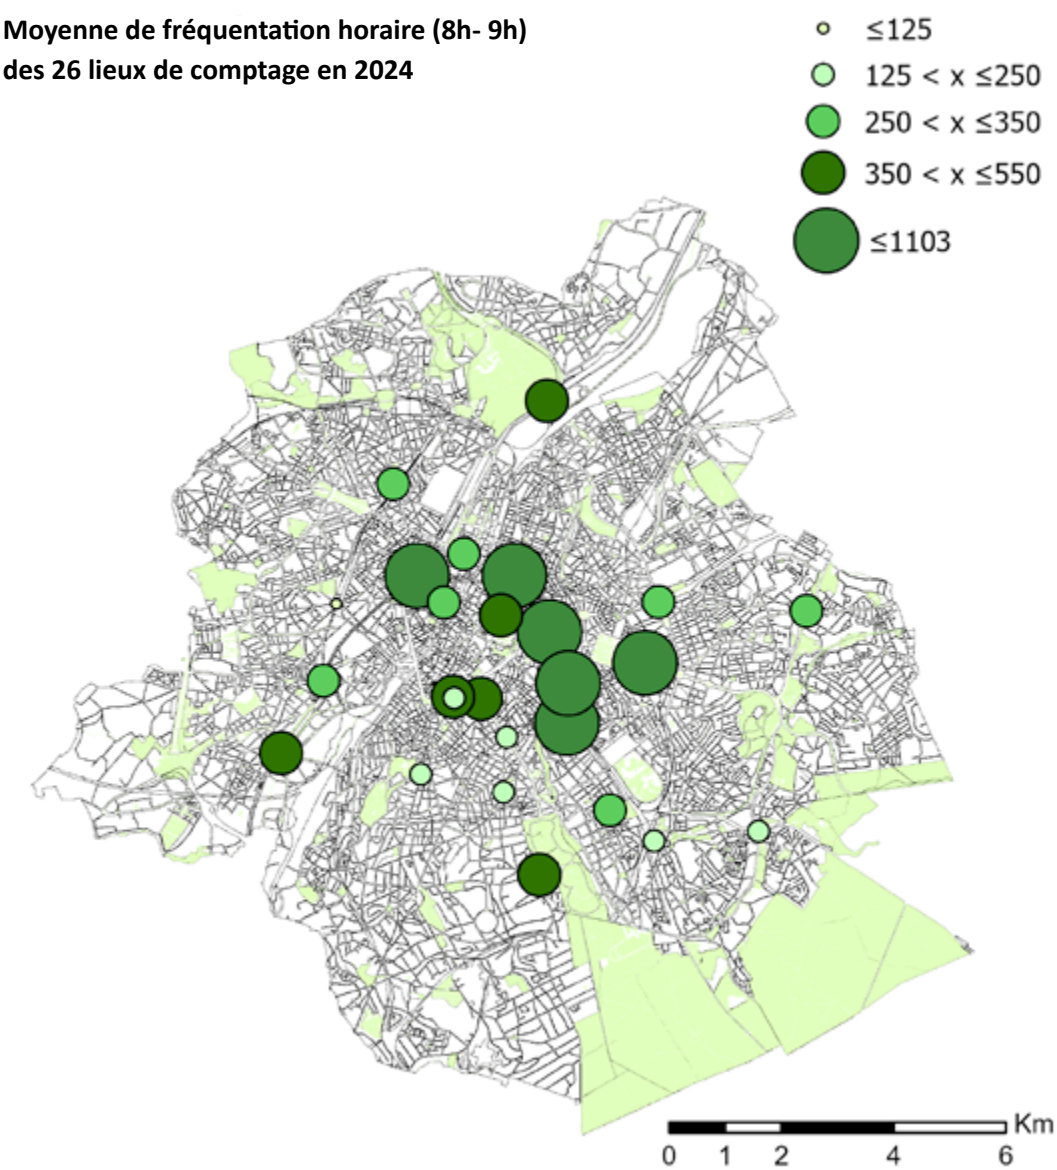 Moyenne de fréquentation horaire (8h- 9h)
des 26 lieux de comptage en 2024
≤125
125 < x ≤250
250 < x ≤350
350 < x ≤550
≤1103
Km
0 1 2 4 6